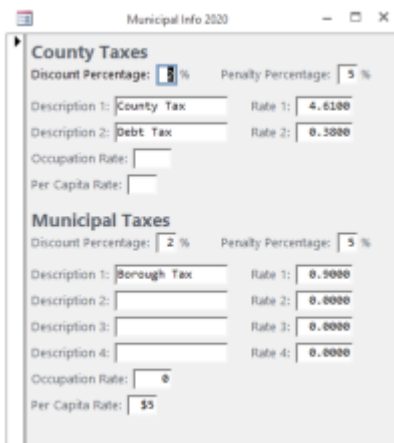 Municipal Info 2020
County Taxes
Discount Percentage: % Penalty Percentage: 5 %
Description 1: County Tax Rate 1: 4.6100
Description 2: Debt Tax Rate 2: 0.3800
Occupation Rate:
Per Capita Rate:
Municipal Taxes
Discount Percentage: 2 % Penalty Percentage: 5 %
Description 1: Borough Tax Rate 1: 0.9000
Description 2: Rate 2: 0.0000
Description 3: Rate 3: 0.0000
Description 4: Rate 4: 0.0000
Occupation Rate: 0
Per Capita Rate: $5